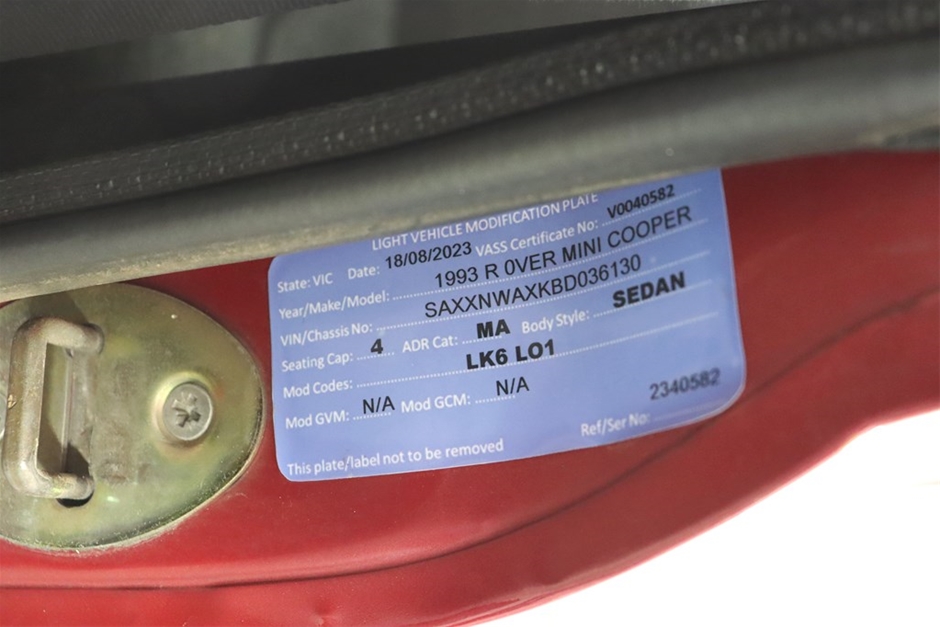 LIGHT VEHICLE MODIFICATION PLATE
State: VIC Date: 18/08/2023 VASS Certificate No: V0040582
Year/Make/Model: 1993 R 0VER MINI COOPER
VIN/Chassis No: SAXXNWAXKBD036130
Seating Cap: 4 ADR Cat: MA Body Style: SEDAN
Mod Codes: LK6 LO1
Mod GVM: N/A Mod GCM: N/A
This plate/label not to be removed Ref/Ser No: 2340582